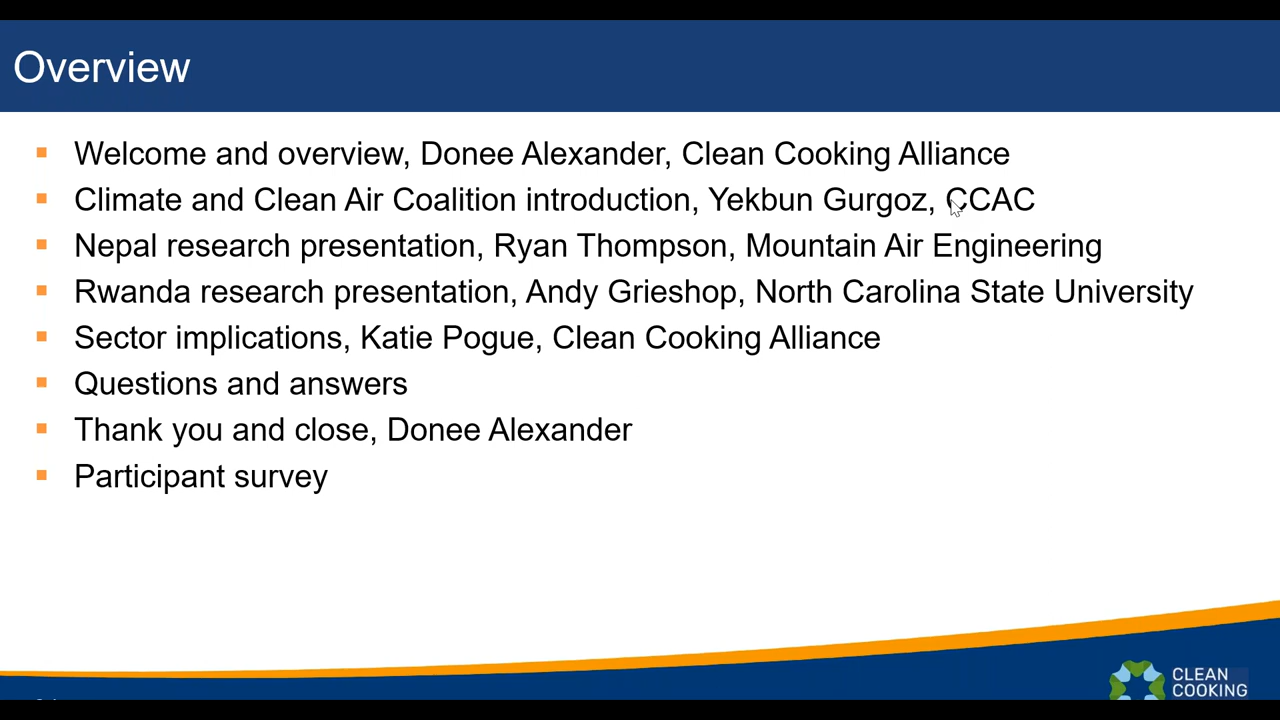 Overview
Welcome and overview, Donee Alexander, Clean Cooking Alliance
Climate and Clean Air Coalition introduction, Yekbun Gurgoz, CCAC
Nepal research presentation, Ryan Thompson, Mountain Air Engineering
Rwanda research presentation, Andy Grieshop, North Carolina State University
Sector implications, Katie Pogue, Clean Cooking Alliance
Questions and answers
Thank you and close, Donee Alexander
Participant survey
CLEAN
COOKING